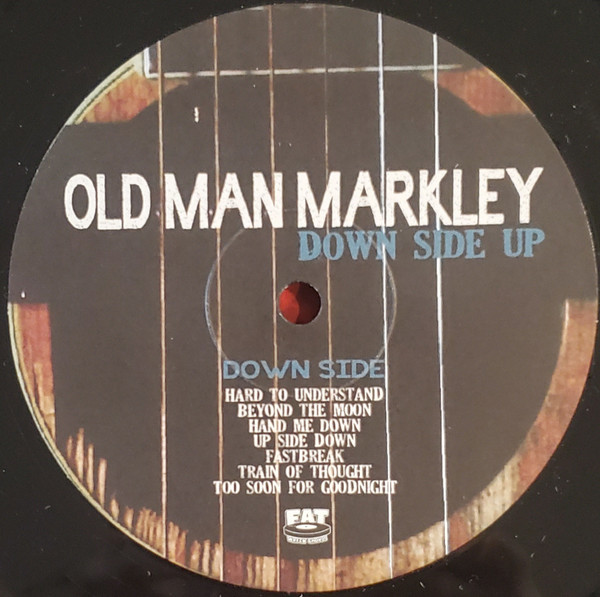 OLD MAN MARKLEY
DOWN SIDE UP
DOWN SIDE
HARD TO UNDERSTAND
BEYOND THE MOON
HAND ME DOWN
UP SIDE DOWN
FASTBREAK
TRAIN OF THOUGHT
TOO SOON FOR GOODNIGHT
FAT